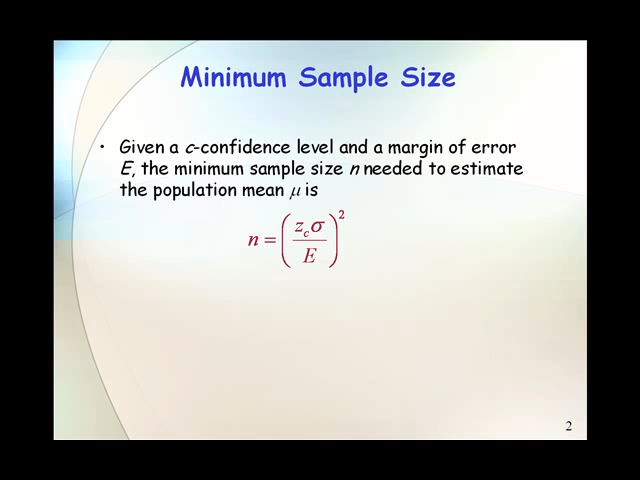 Minimum Sample Size
• Given a c-confidence level and a margin of error
E, the minimum sample size n needed to estimate
the population mean μ is
n = (z_c σ / E)^2
2